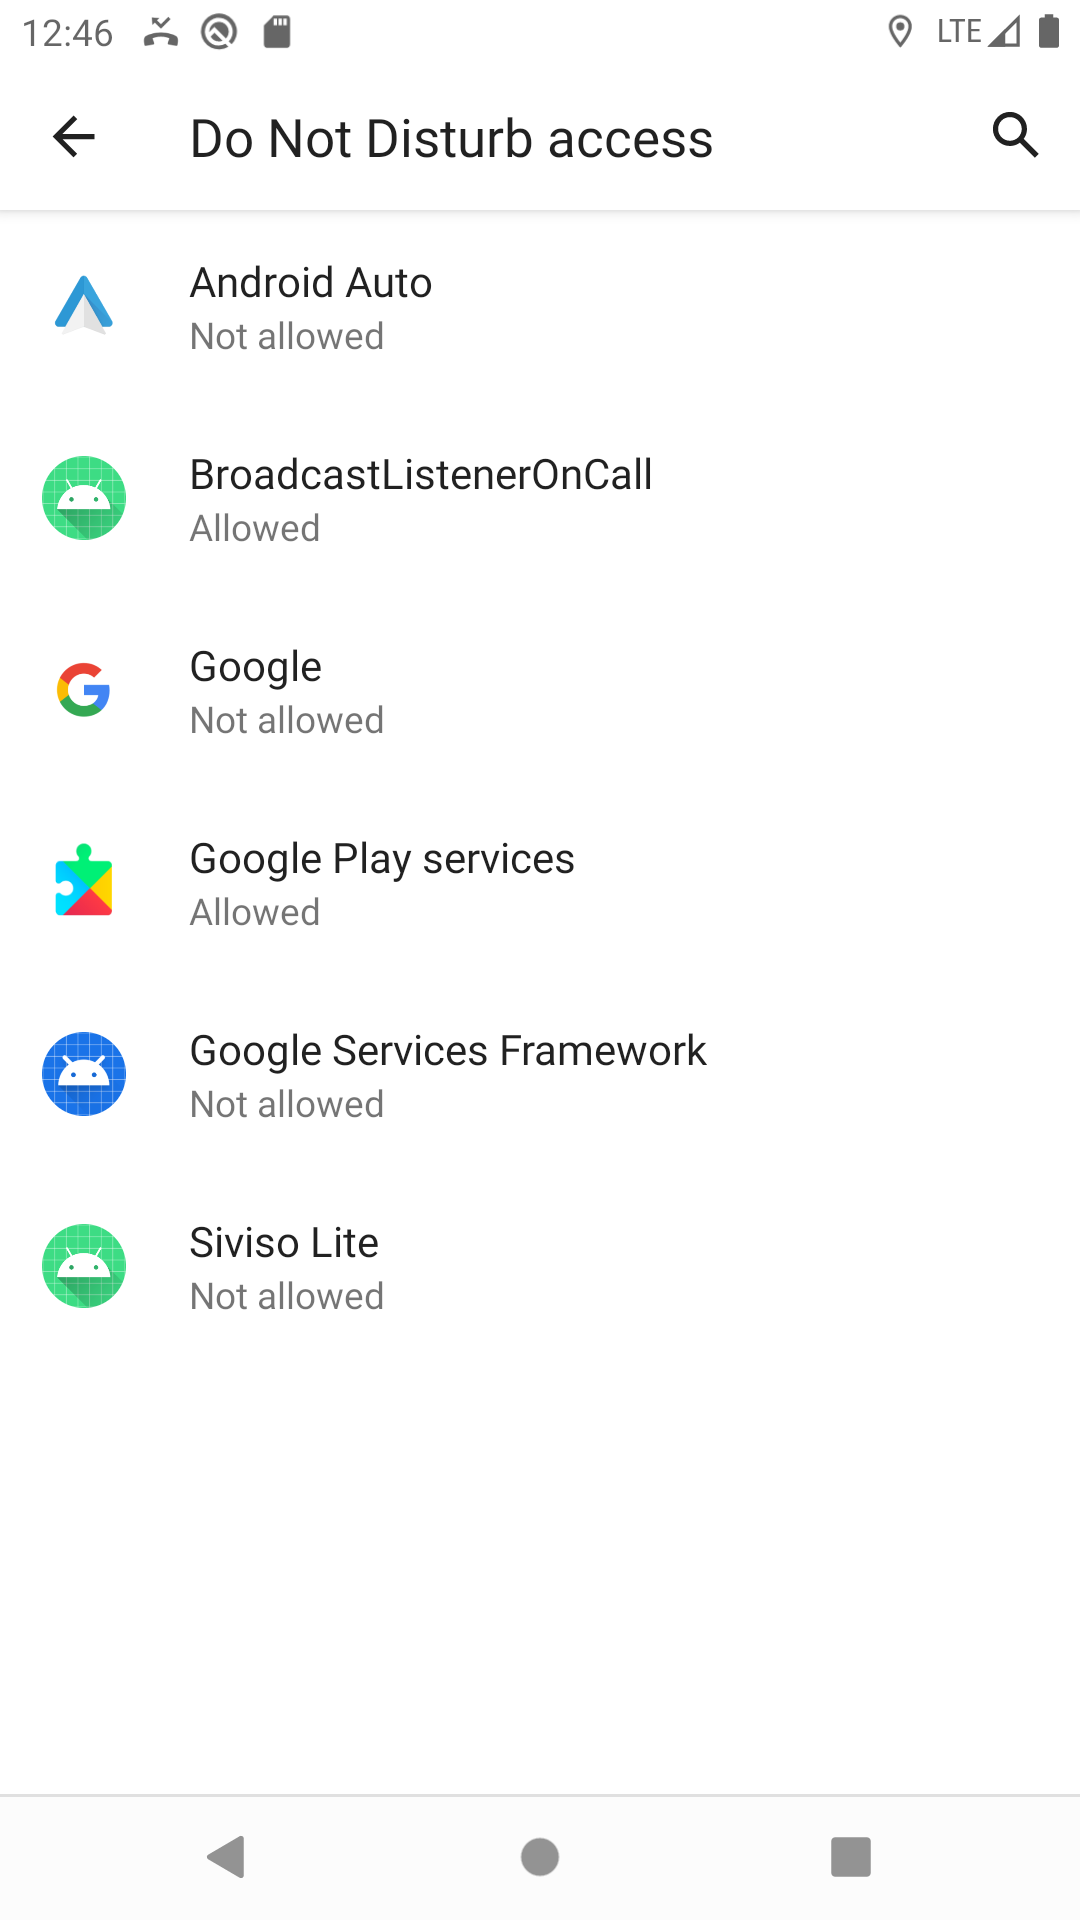 12:46 LTE
Do Not Disturb access
Android Auto
Not allowed
BroadcastListenerOnCall
Allowed
Google
Not allowed
Google Play services
Allowed
Google Services Framework
Not allowed
Siviso Lite
Not allowed